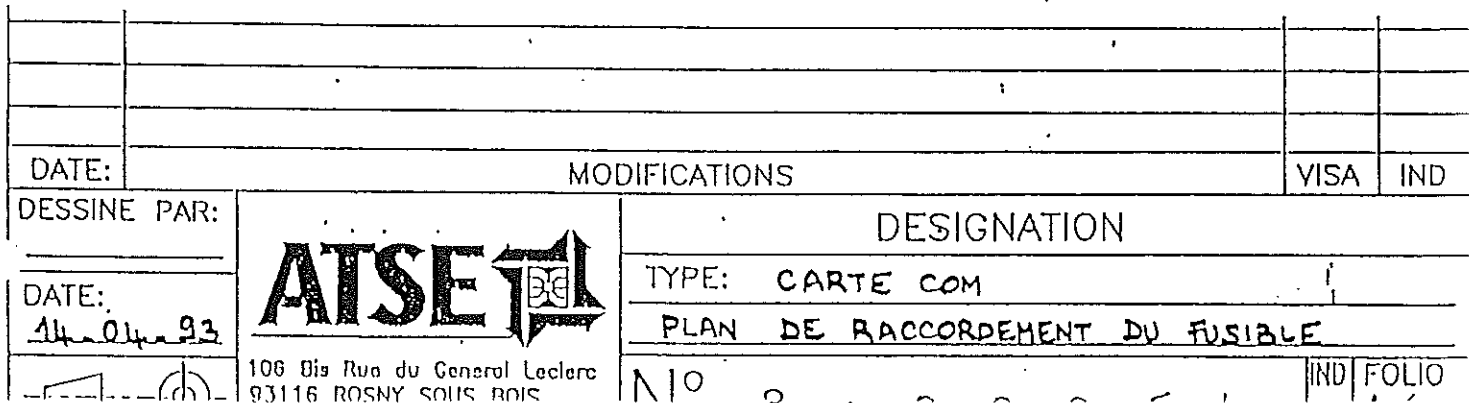 DATE: MODIFICATIONS VISA IND
DESSINE PAR:
DESIGNATION
ATSE
TYPE: CARTE COM
DATE:
14-04-93
PLAN DE RACCORDEMENT DU FUSIBLE
106 Bis Rue du General Leclerc
93116 ROSNY SOUS BOIS
N° IND FOLIO